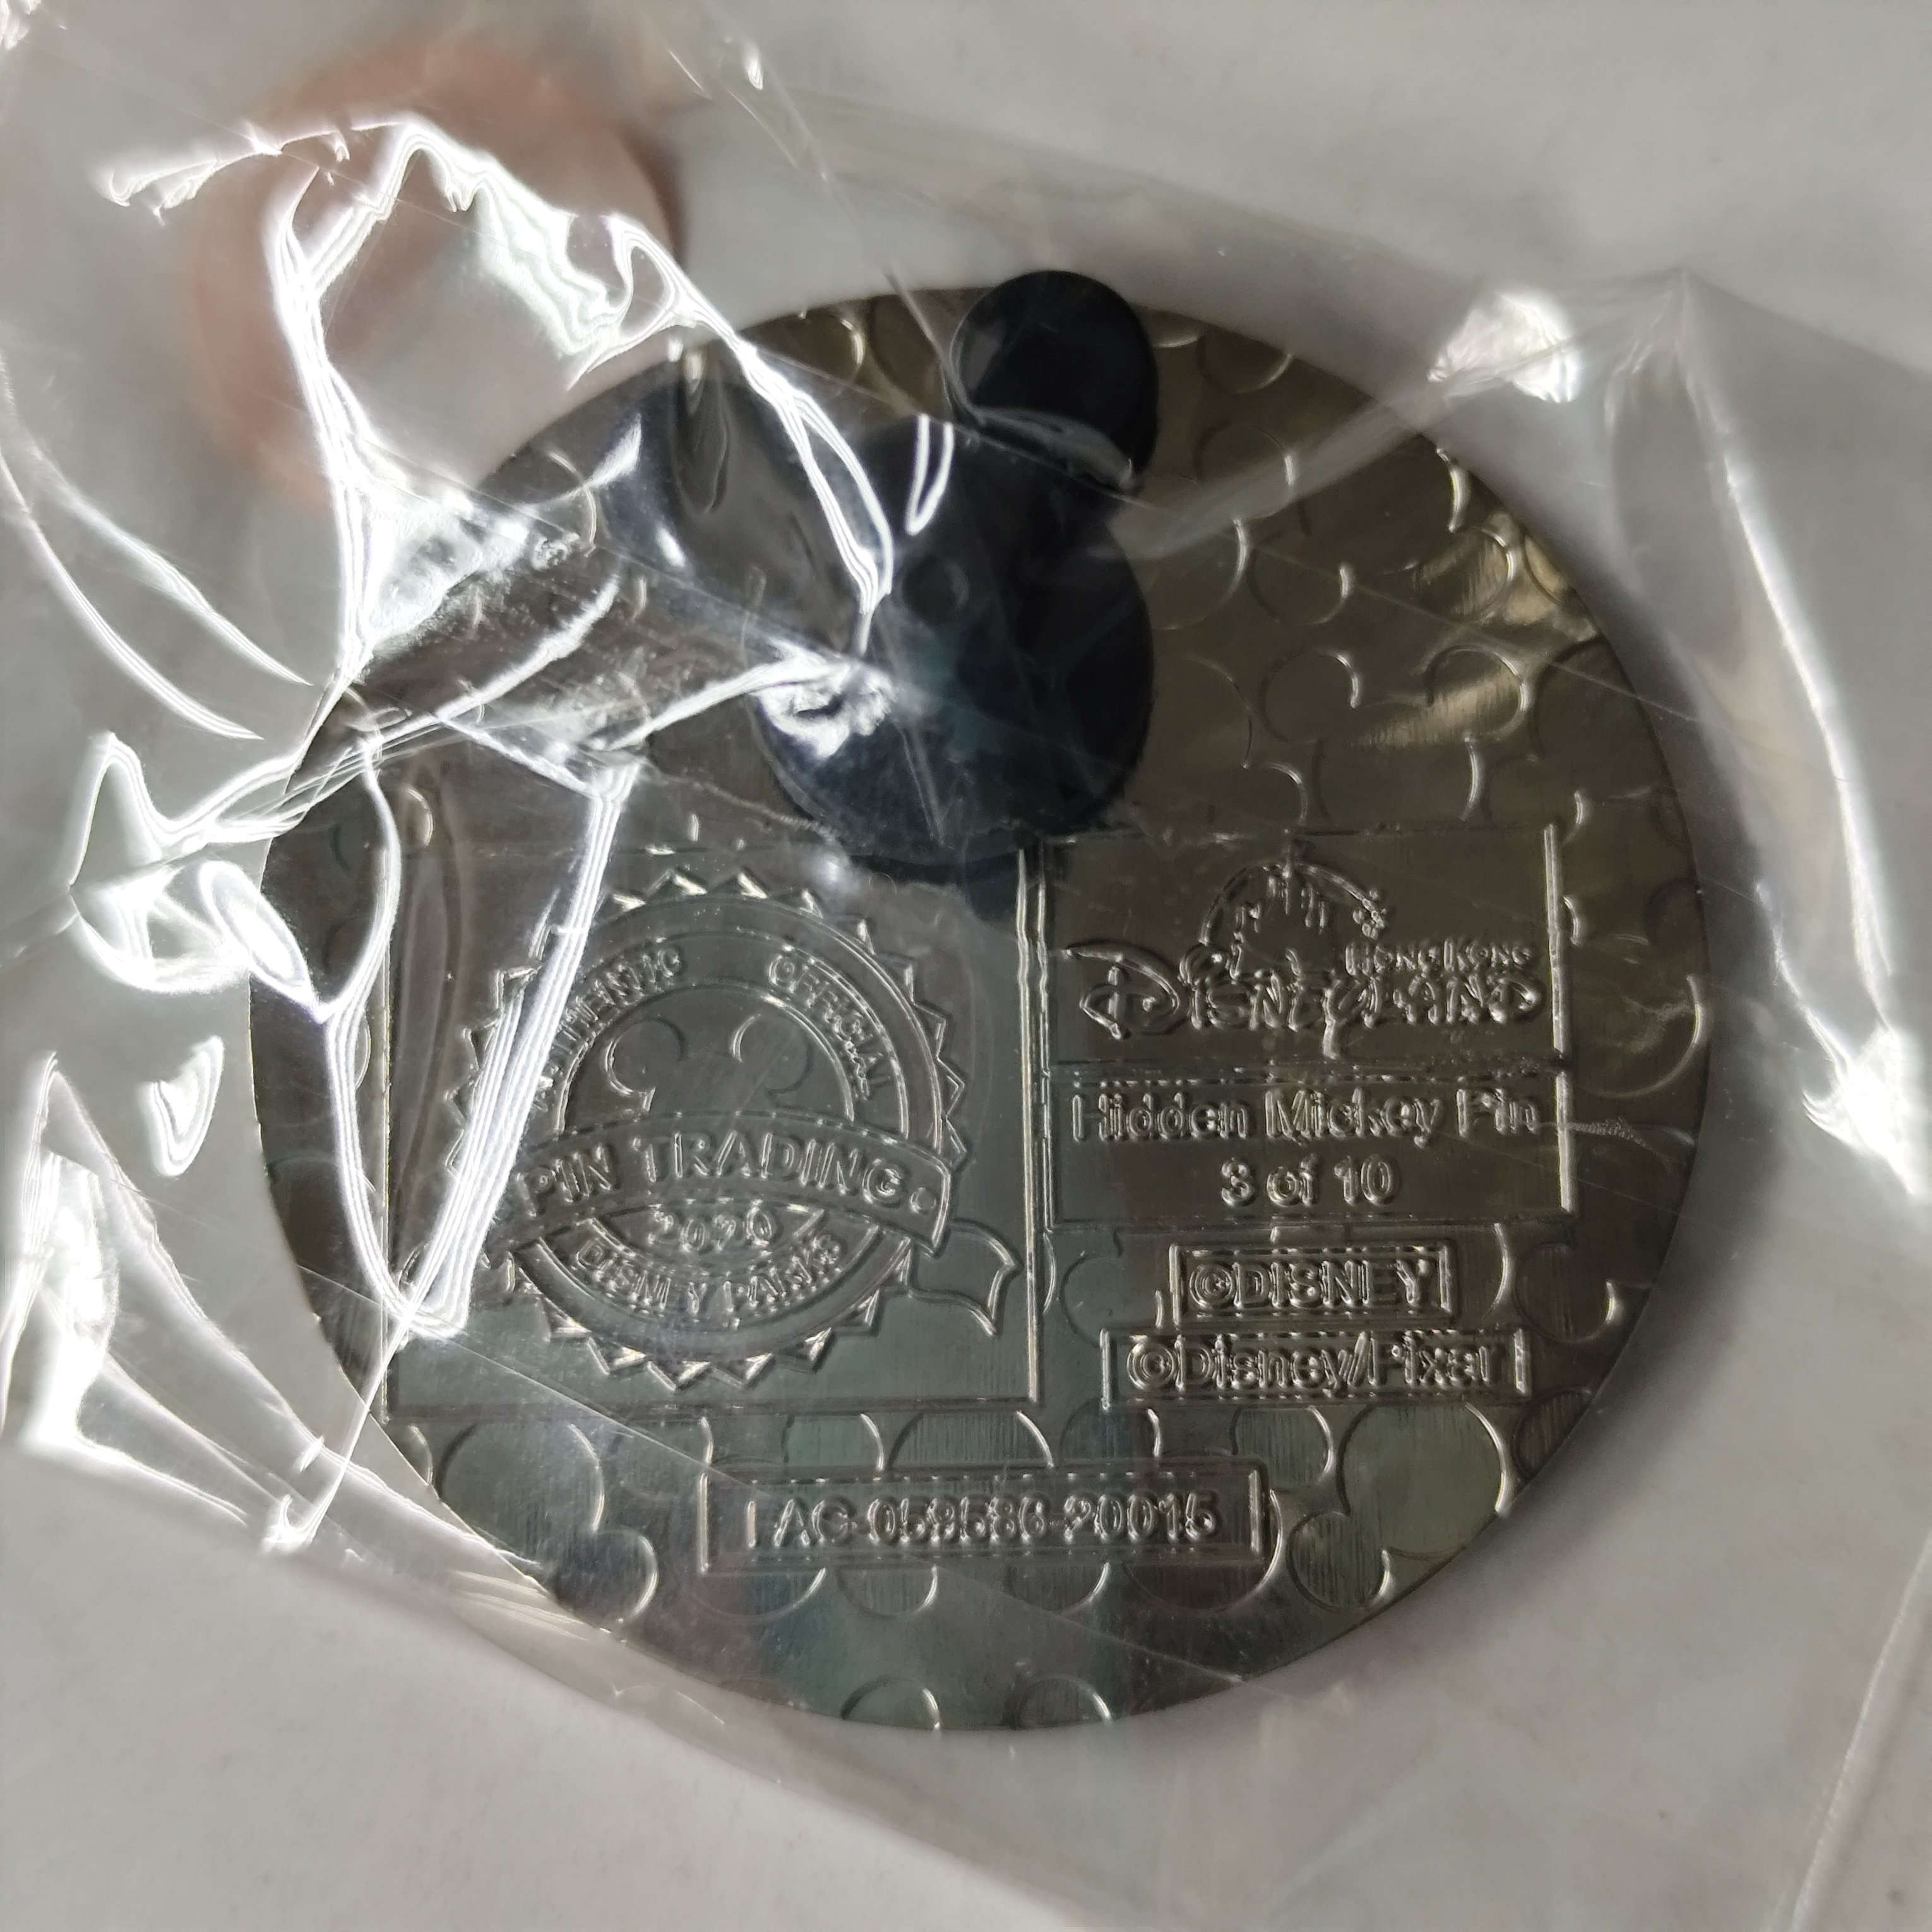 AUTHENTIC OFFICIAL
PIN TRADING
2020
DISNEY PARKS
HONG KONG
DISNEYLAND
Hidden Mickey Pin
3 of 10
©DISNEY
©Disney/Pixar
FAC-059586-20015